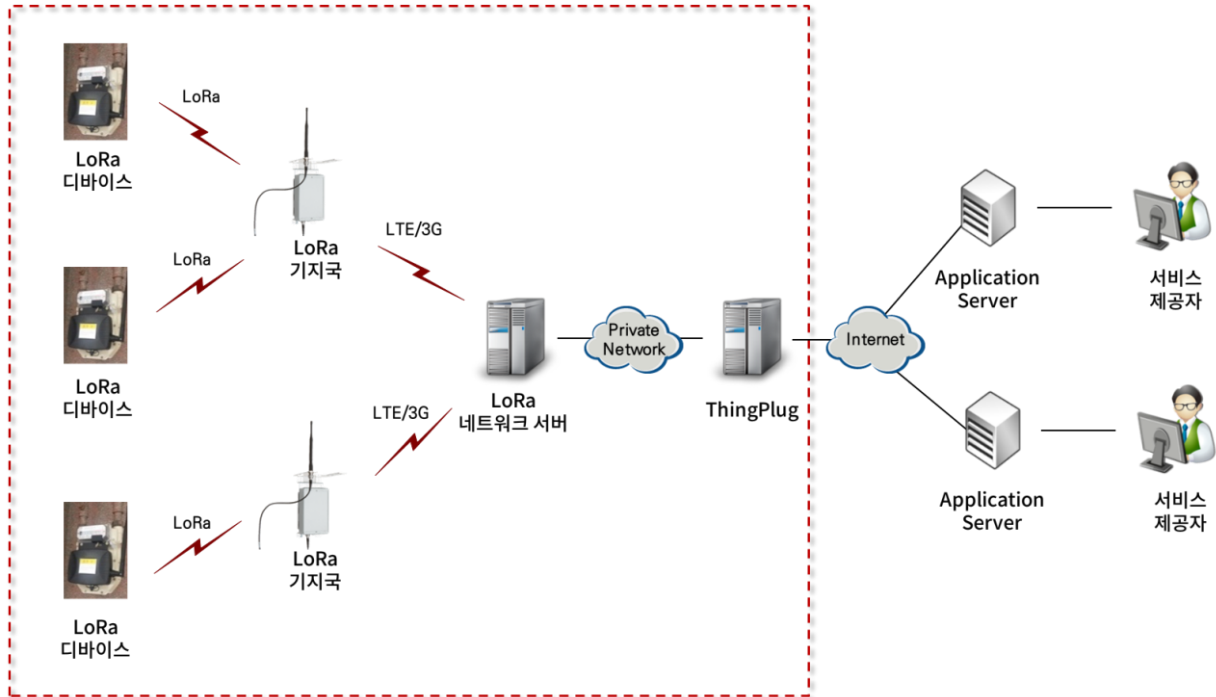 LoRa
LoRa
디바이스
LoRa
기지국
LoRa
LoRa
디바이스
LTE/3G
LoRa
네트워크 서버
Private
Network
ThingPlug
Internet
Application
Server
서비스
제공자
LTE/3G
LoRa
LoRa
디바이스
LoRa
기지국
Application
Server
서비스
제공자